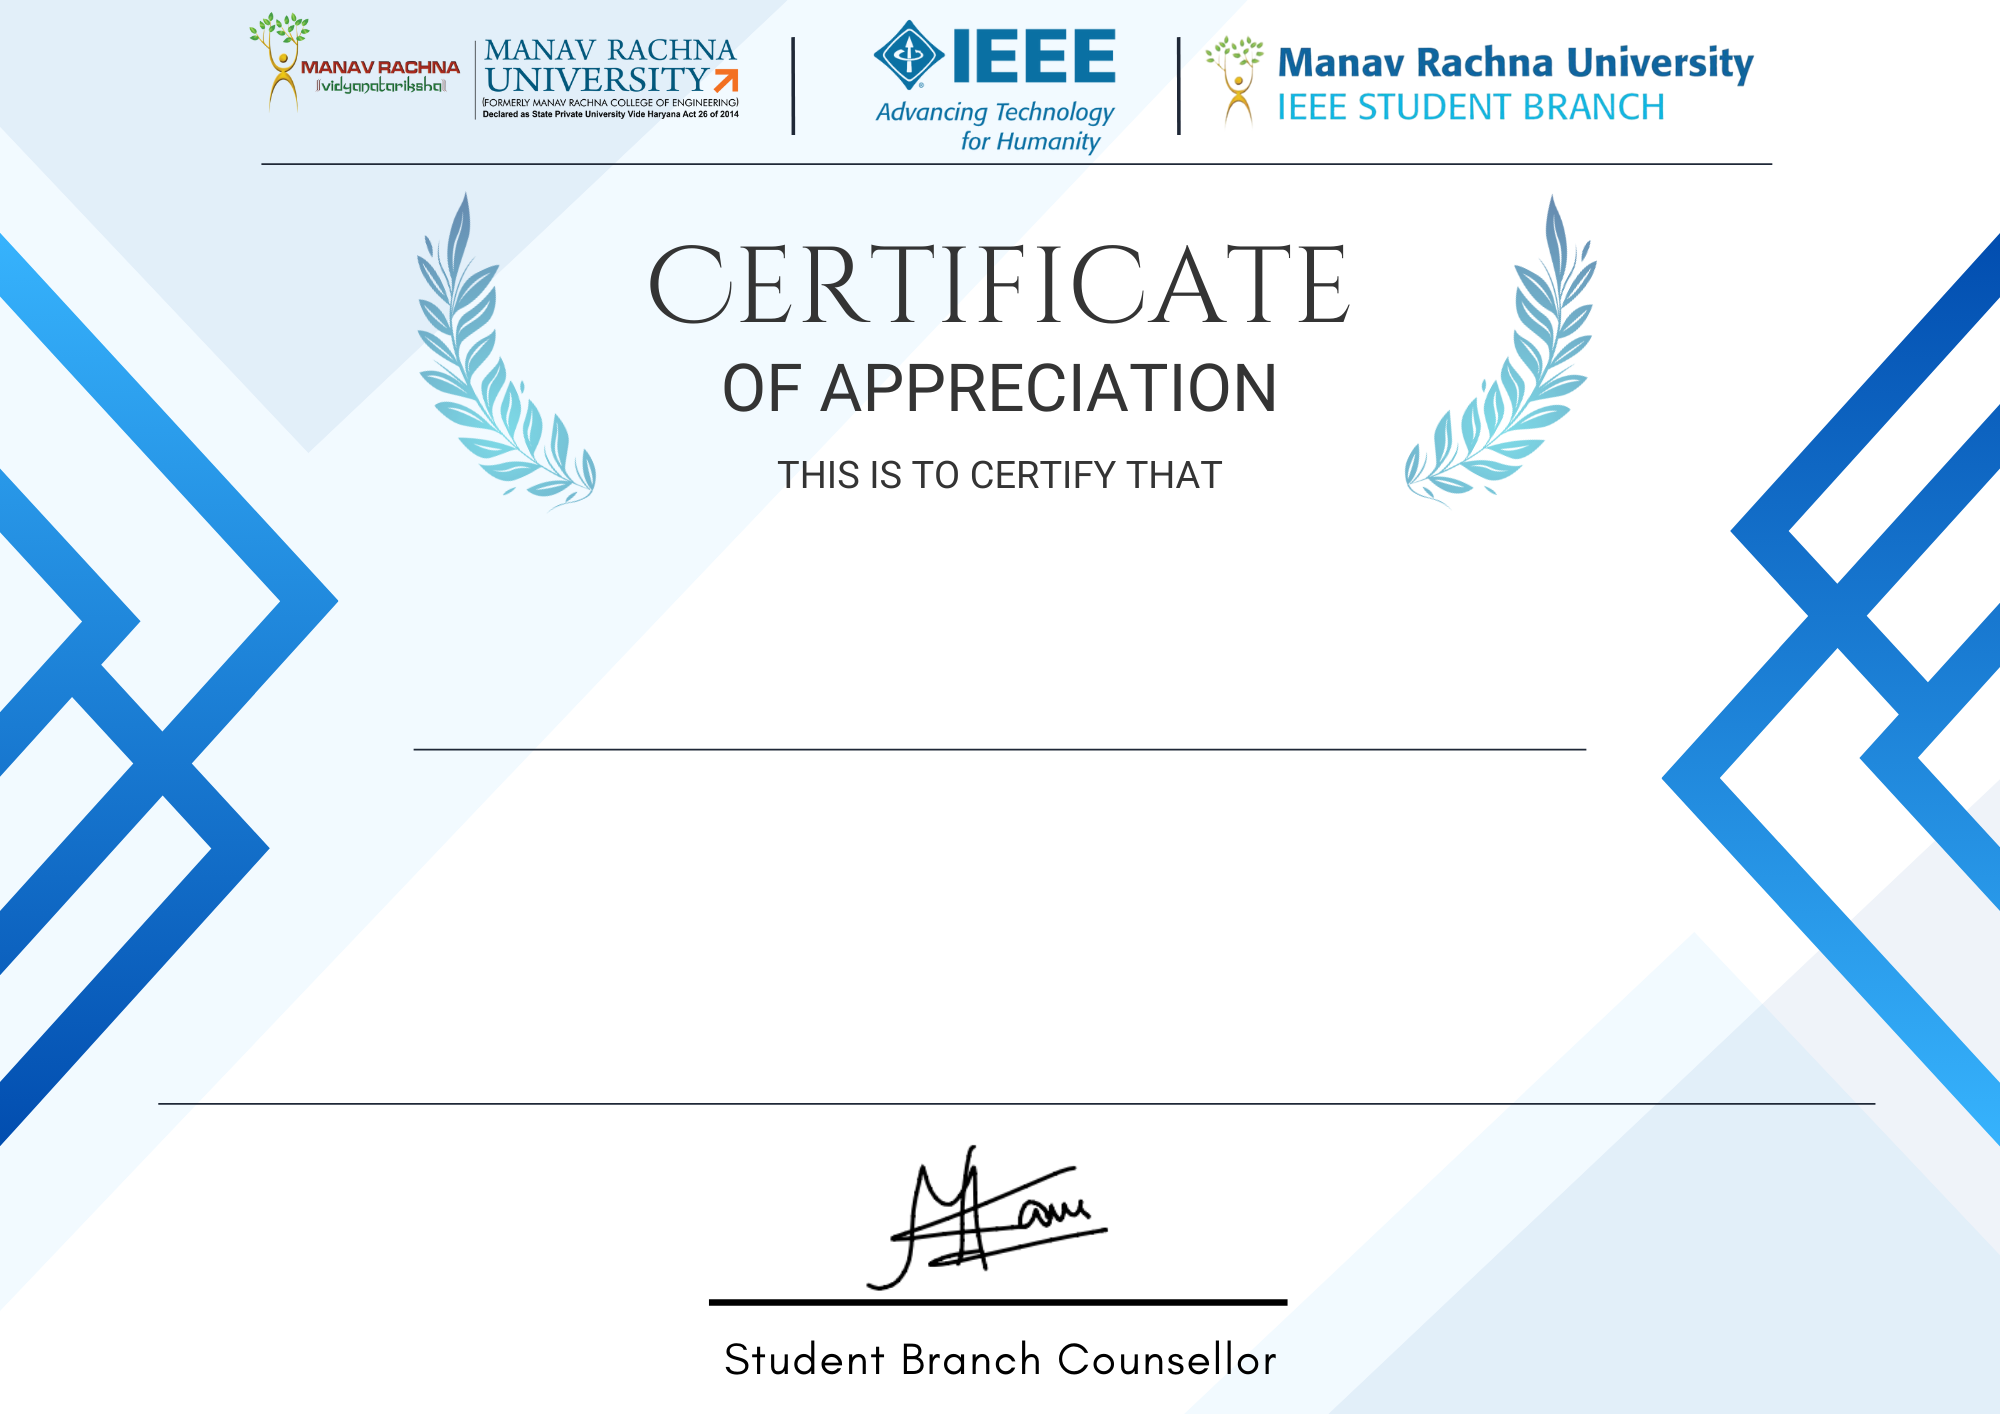 MANAV RACHNA
vidyanatariksha
MANAV RACHNA
UNIVERSITY
(FORMERLY MANAV RACHNA COLLEGE OF ENGINEERING)
Declared as State Private University Vide Haryana Act 26 of 2014
IEEE
Advancing Technology
for Humanity
Manav Rachna University
IEEE STUDENT BRANCH
CERTIFICATE
OF APPRECIATION
THIS IS TO CERTIFY THAT
Student Branch Counsellor